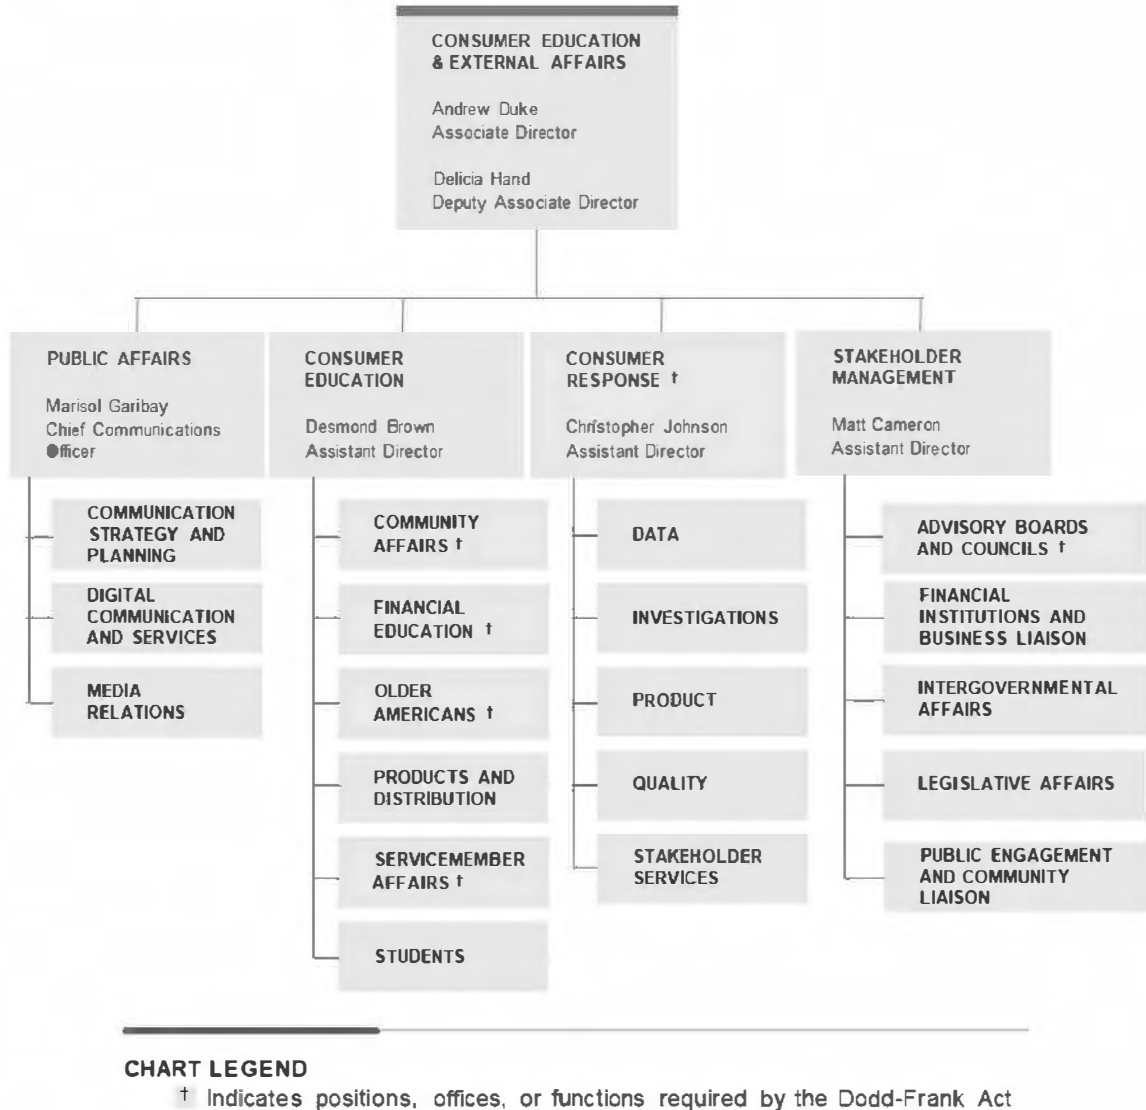 CONSUMER EDUCATION
& EXTERNAL AFFAIRS
Andrew Duke
Associate Director
Delicia Hand
Deputy Associate Director
PUBLIC AFFAIRS
Marisol Garibay
Chief Communications
Officer
COMMUNICATION
STRATEGY AND
PLANNING
DIGITAL
COMMUNICATION
AND SERVICES
MEDIA
RELATIONS
CONSUMER
EDUCATION
Desmond Brown
Assistant Director
COMMUNITY
AFFAIRS †
FINANCIAL
EDUCATION †
OLDER
AMERICANS †
PRODUCTS AND
DISTRIBUTION
SERVICEMEMBER
AFFAIRS †
STUDENTS
CONSUMER
RESPONSE †
Christopher Johnson
Assistant Director
DATA
INVESTIGATIONS
PRODUCT
QUALITY
STAKEHOLDER
SERVICES
STAKEHOLDER
MANAGEMENT
Matt Cameron
Assistant Director
ADVISORY BOARDS
AND COUNCILS †
FINANCIAL
INSTITUTIONS AND
BUSINESS LIAISON
INTERGOVERNMENTAL
AFFAIRS
LEGISLATIVE AFFAIRS
PUBLIC ENGAGEMENT
AND COMMUNITY
LIAISON
CHART LEGEND
† Indicates positions, offices, or functions required by the Dodd-Frank Act